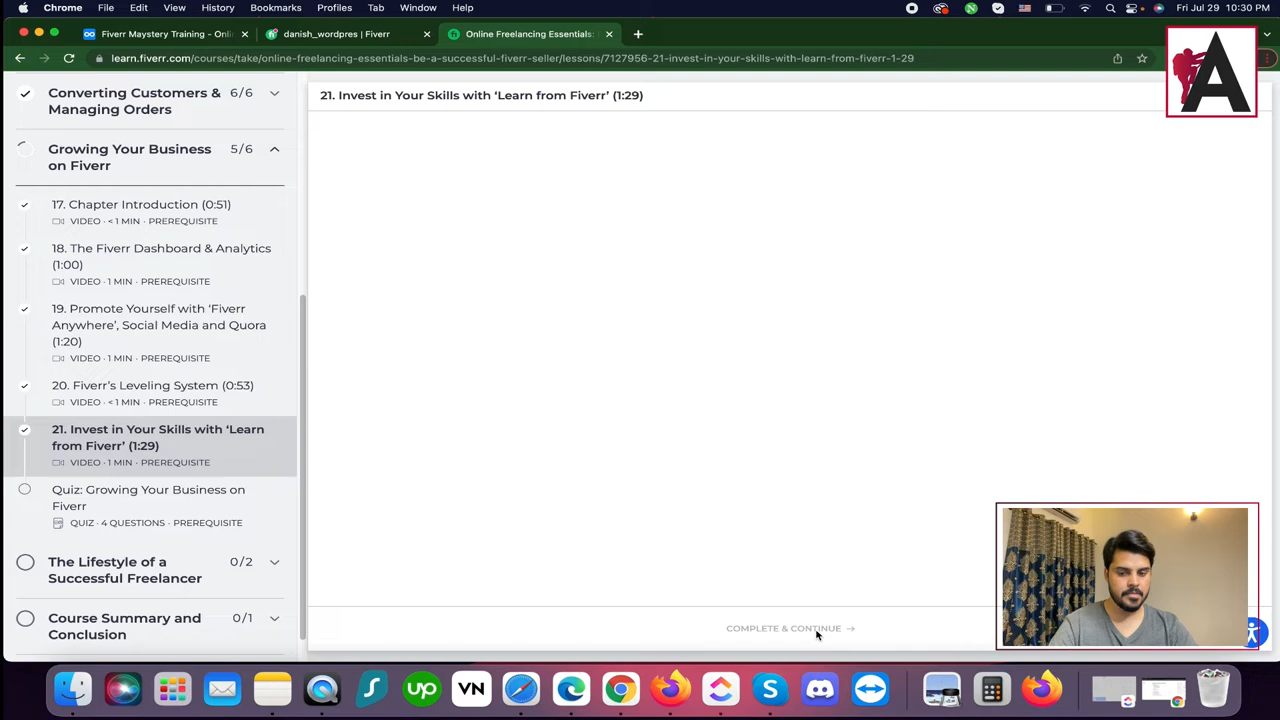 Chrome File Edit View History Bookmarks Profiles Tab Window Help Fri Jul 29 10:30 PM
Fiverr Maystery Training - Onli danish_wordpres | Fiverr Online Freelancing Essentials:
learn.fiverr.com/courses/take/online-freelancing-essentials-be-a-successful-fiverr-seller/lessons/7127956-21-invest-in-your-skills-with-learn-from-fiverr-1-29
A
Converting Customers & 6/6
Managing Orders
Growing Your Business 5/6
on Fiverr
17. Chapter Introduction (0:51)
VIDEO · < 1 MIN · PREREQUISITE
18. The Fiverr Dashboard & Analytics
(1:00)
VIDEO · 1 MIN · PREREQUISITE
19. Promote Yourself with ‘Fiverr
Anywhere’, Social Media and Quora
(1:20)
VIDEO · 1 MIN · PREREQUISITE
20. Fiverr’s Leveling System (0:53)
VIDEO · < 1 MIN · PREREQUISITE
21. Invest in Your Skills with ‘Learn
from Fiverr’ (1:29)
VIDEO · 1 MIN · PREREQUISITE
Quiz: Growing Your Business on
Fiverr
QUIZ · 4 QUESTIONS · PREREQUISITE
The Lifestyle of a 0/2
Successful Freelancer
Course Summary and 0/1
Conclusion
21. Invest in Your Skills with ‘Learn from Fiverr’ (1:29)
COMPLETE & CONTINUE →
up VN